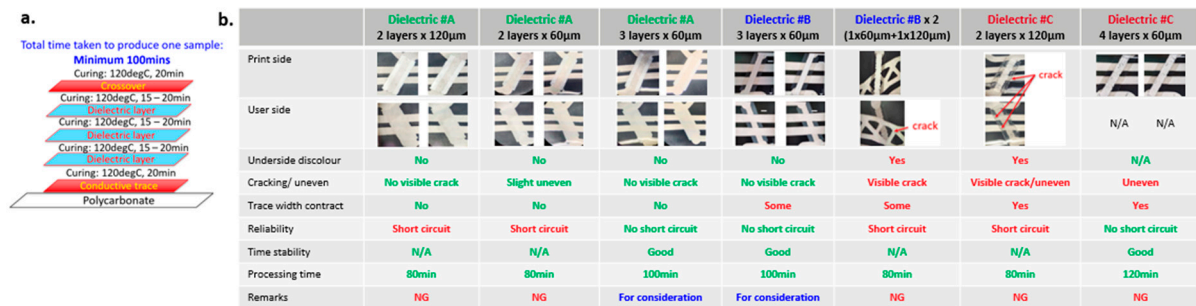 a.
Total time taken to produce one sample:
Minimum 100mins
Curing: 120degC, 20min
Crossover
Curing: 120degC, 15 – 20min
Dielectric layer
Curing: 120degC, 15 – 20min
Dielectric layer
Curing: 120degC, 15 – 20min
Dielectric layer
Curing: 120degC, 20min
Conductive trace
Polycarbonate
b.
Dielectric #A Dielectric #A Dielectric #A Dielectric #B Dielectric #B x 2 Dielectric #C Dielectric #C
2 layers x 120µm 2 layers x 60µm 3 layers x 60µm 3 layers x 60µm (1x60µm+1x120µm) 2 layers x 120µm 4 layers x 60µm
Print side
crack
User side
crack
N/A N/A
Underside discolour No No No No Yes Yes N/A
Cracking/ uneven No visible crack Slight uneven No visible crack No visible crack Visible crack Visible crack/uneven Uneven
Trace width contract No No No Some Some Yes Yes
Reliability Short circuit Short circuit No short circuit No short circuit Short circuit Short circuit No short circuit
Time stability N/A N/A Good Good N/A N/A Good
Processing time 80min 80min 100min 100min 80min 80min 120min
Remarks NG NG For consideration For consideration NG NG NG